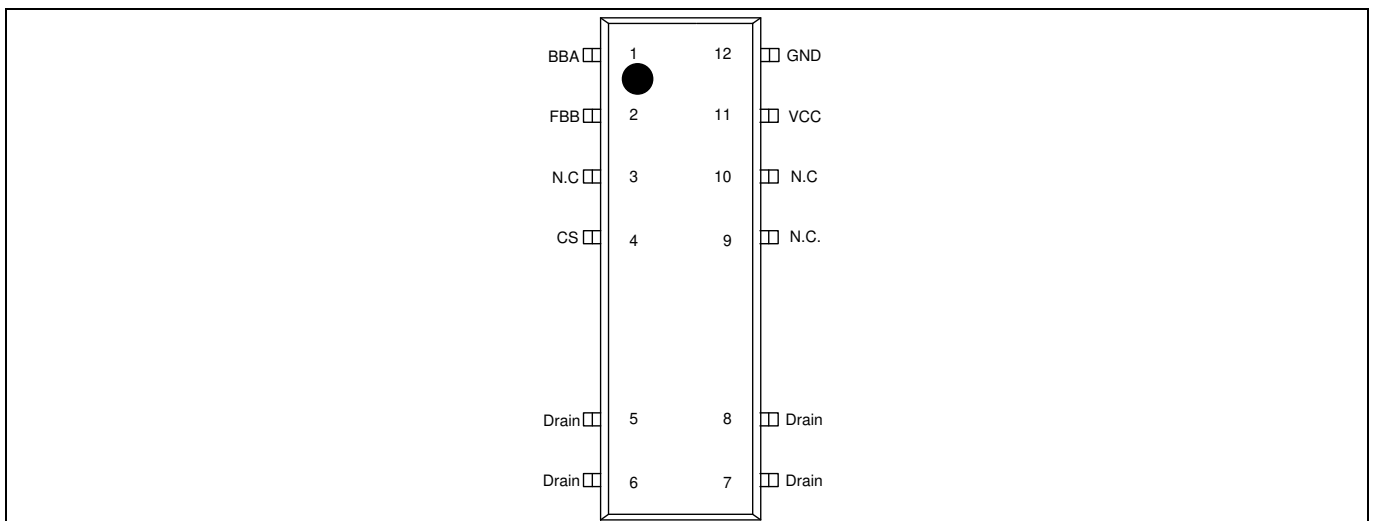 BBA 1 12 GND
FBB 2 11 VCC
N.C 3 10 N.C
CS 4 9 N.C.
Drain 5 8 Drain
Drain 6 7 Drain